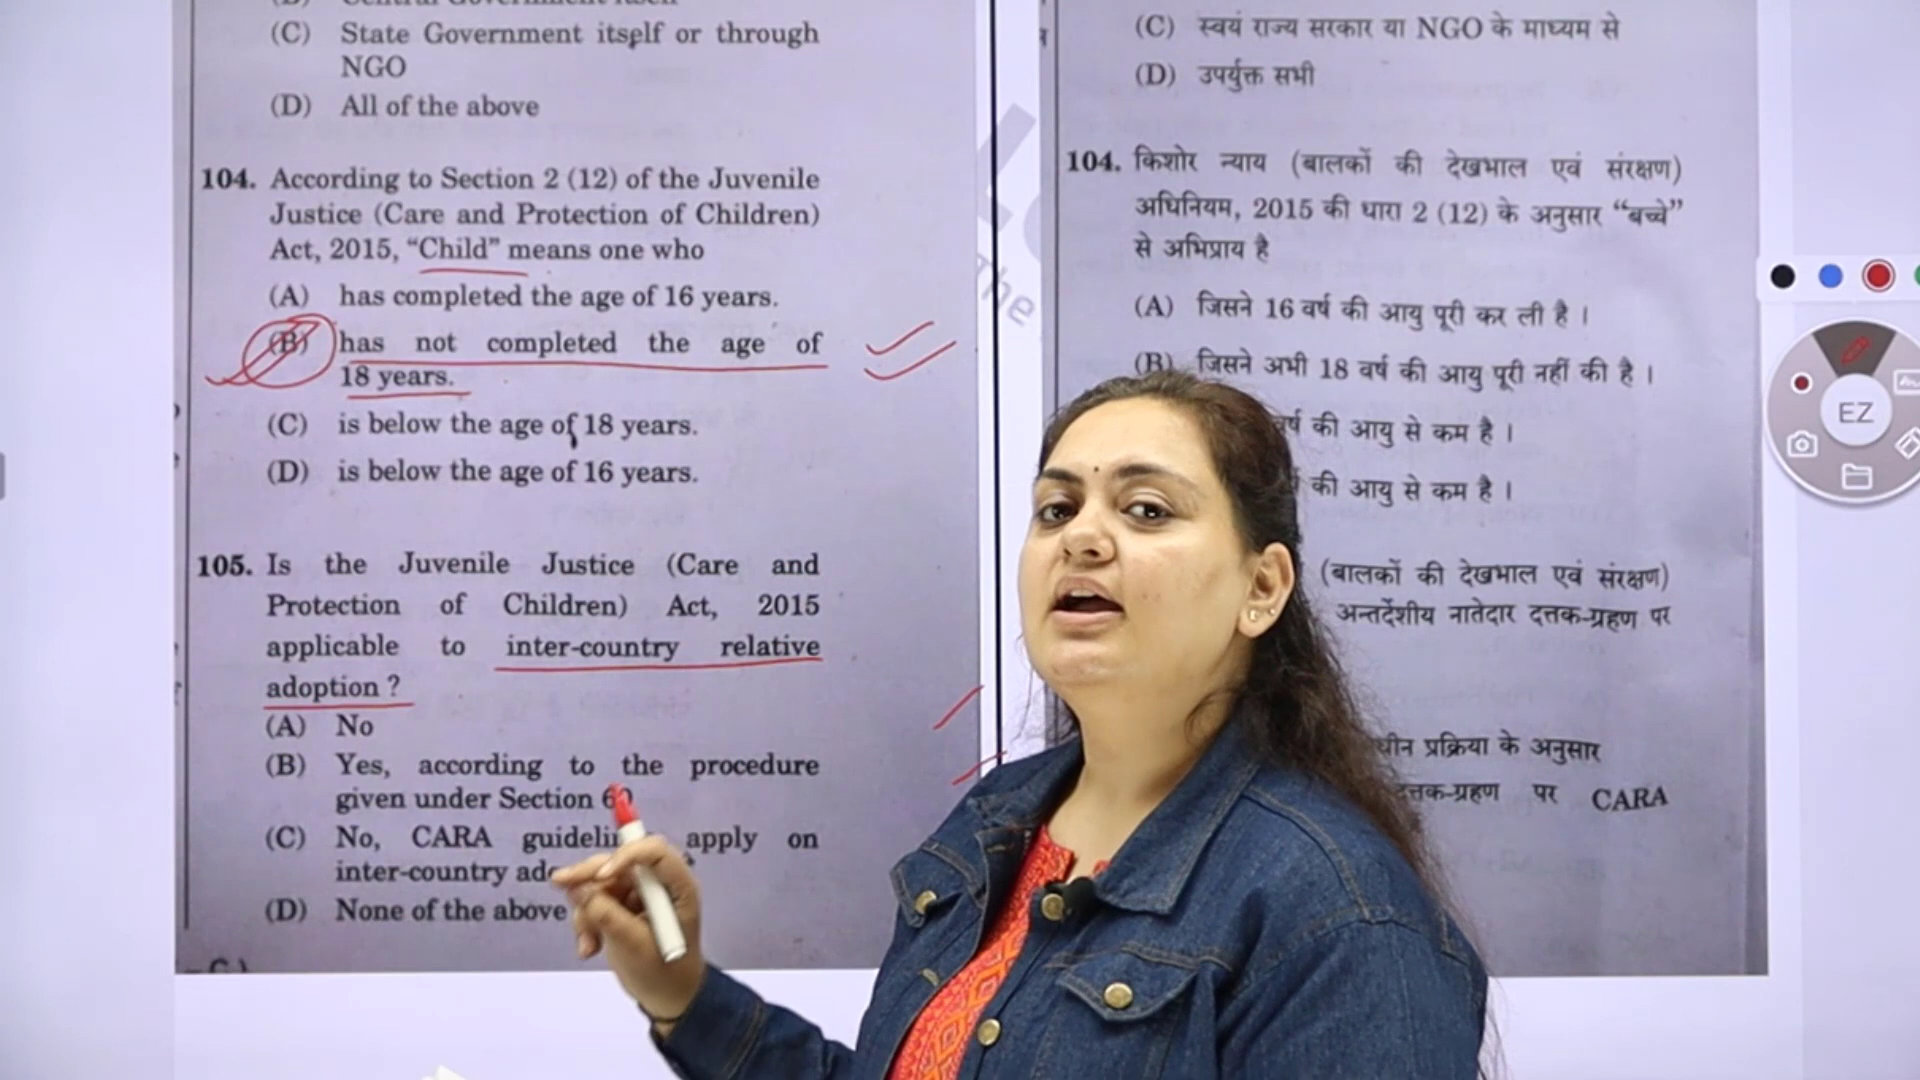 (C) State Government itself or through
NGO
(D) All of the above
104. According to Section 2 (12) of the Juvenile
Justice (Care and Protection of Children)
Act, 2015, “Child” means one who
(A) has completed the age of 16 years.
(B) has not completed the age of
18 years.
(C) is below the age of 18 years.
(D) is below the age of 16 years.
105. Is the Juvenile Justice (Care and
Protection of Children) Act, 2015
applicable to inter-country relative
adoption ?
(A) No
(B) Yes, according to the procedure
given under Section
(C) No, CARA apply on
inter-country
(D) None of the above
(C) स्वयं राज्य सरकार या NGO के माध्यम से
(D) उपर्युक्त सभी
104. किशोर न्याय (बालकों की देखभाल एवं संरक्षण)
अधिनियम, 2015 की धारा 2 (12) के अनुसार “बच्चे”
से अभिप्राय है
(A) जिसने 16 वर्ष की आयु पूरी कर ली है ।
(B) जिसने अभी 18 वर्ष की आयु पूरी नहीं की है ।
की आयु से कम है ।
की आयु से कम है ।
(बालकों की देखभाल एवं संरक्षण)
अन्तर्देशीय नातेदार दत्तक-ग्रहण पर
प्रक्रिया के अनुसार
पर CARA
The
EZ